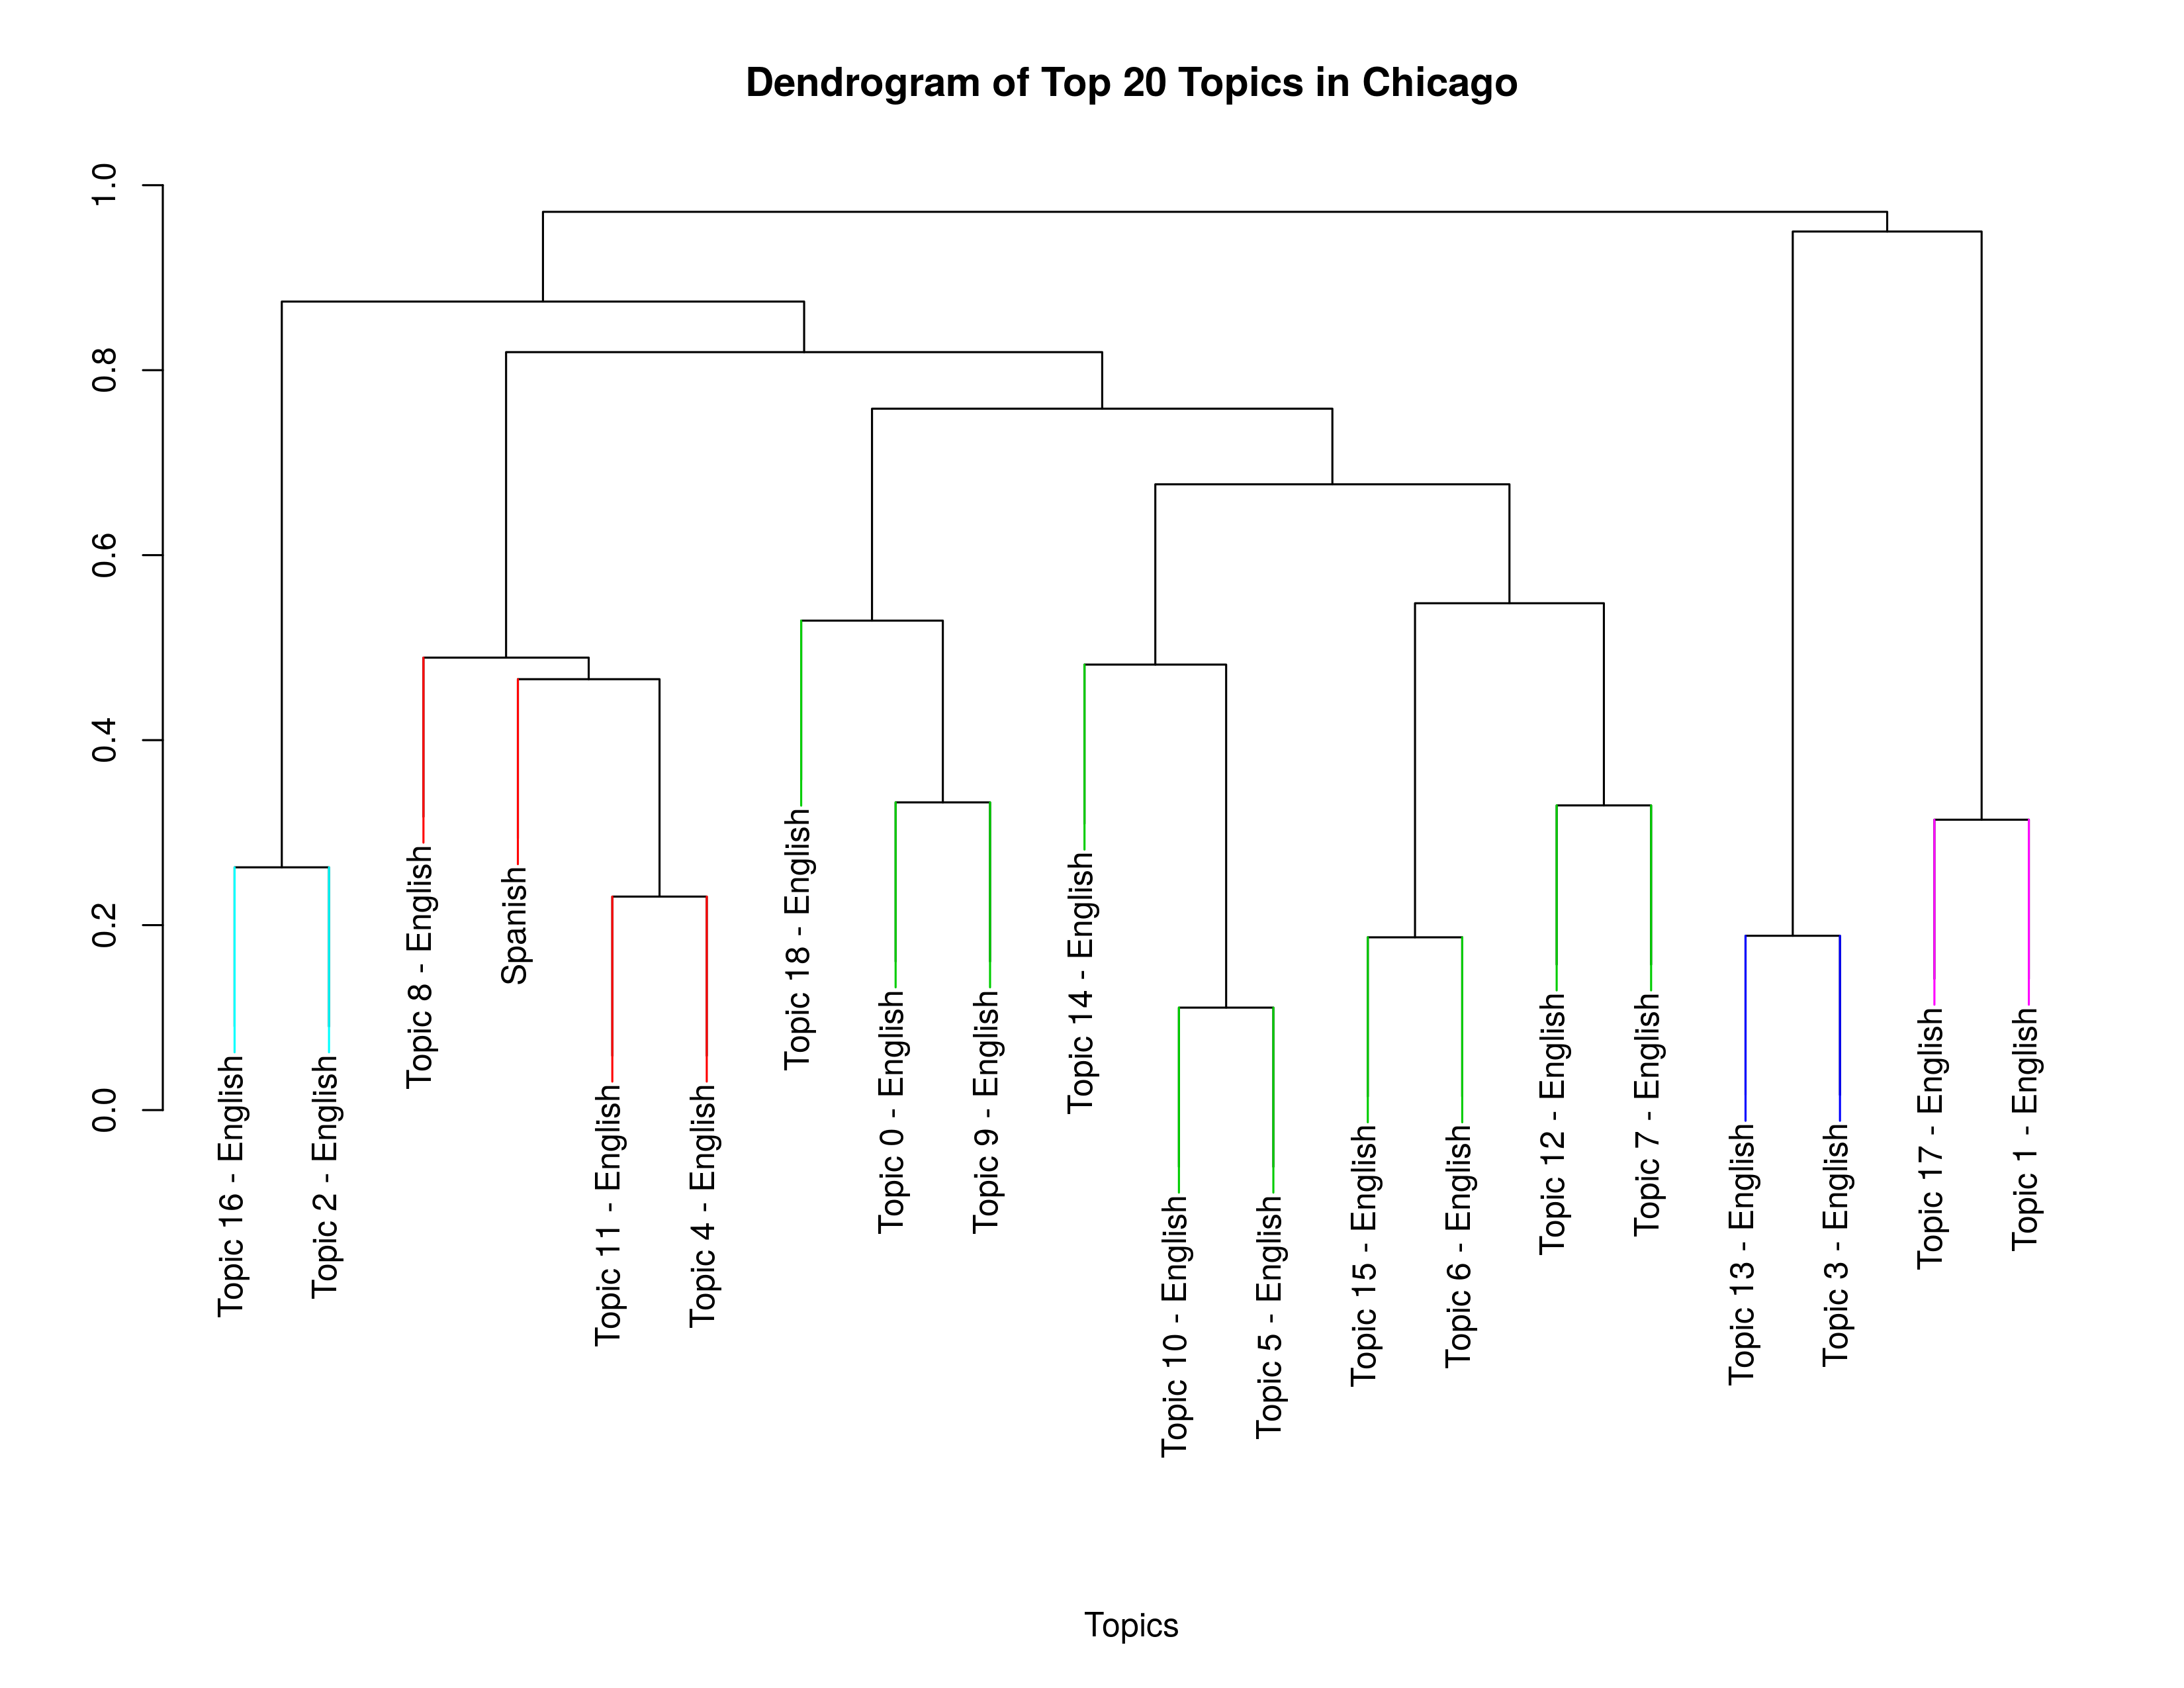 Dendrogram of Top 20 Topics in Chicago
1.0
0.8
0.6
0.4
0.2
0.0
Topic 16 - English
Topic 2 - English
Topic 8 - English
Spanish
Topic 11 - English
Topic 4 - English
Topic 18 - English
Topic 0 - English
Topic 9 - English
Topic 14 - English
Topic 10 - English
Topic 5 - English
Topic 15 - English
Topic 6 - English
Topic 12 - English
Topic 7 - English
Topic 13 - English
Topic 3 - English
Topic 17 - English
Topic 1 - English
Topics